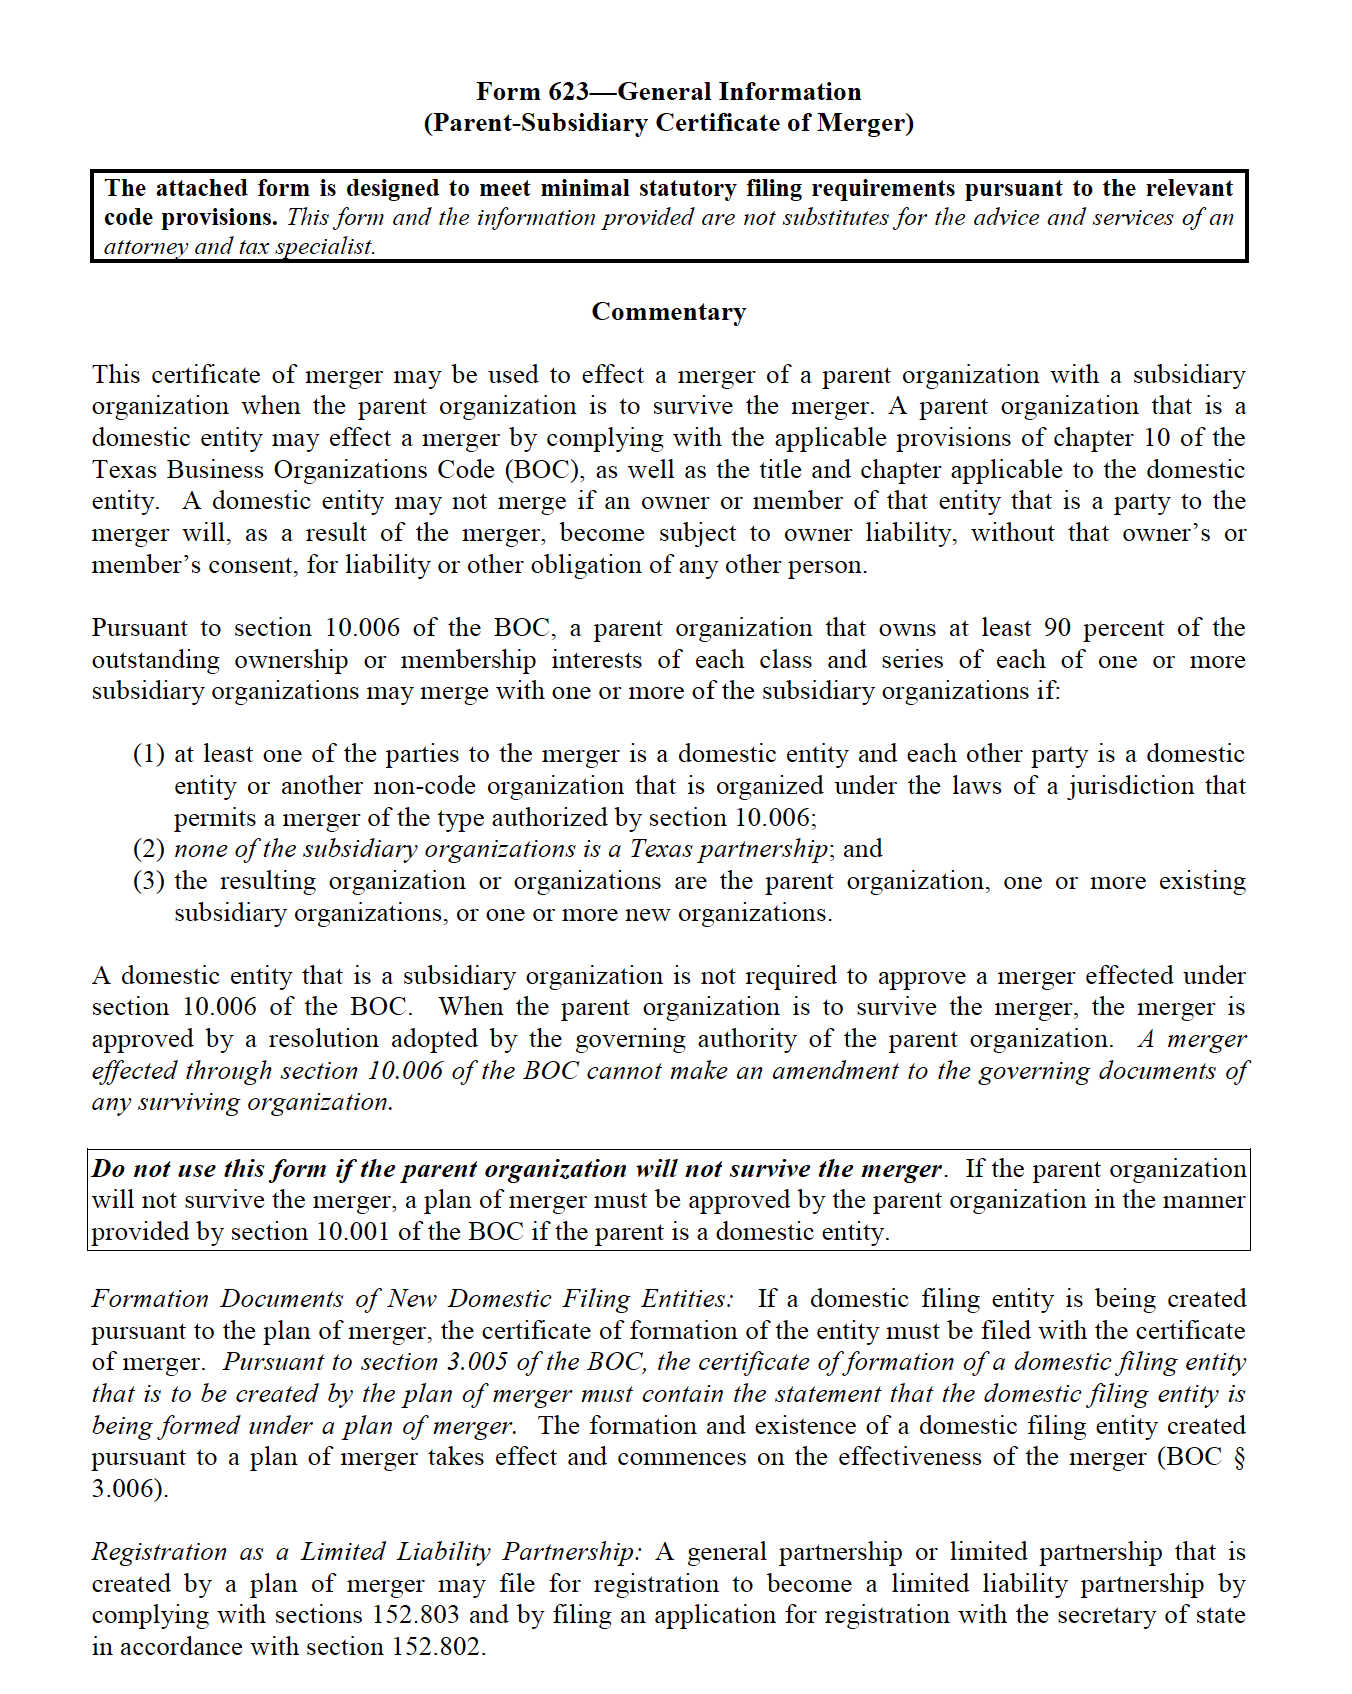 Form 623—General Information
(Parent-Subsidiary Certificate of Merger)
The attached form is designed to meet minimal statutory filing requirements pursuant to the relevant
code provisions. This form and the information provided are not substitutes for the advice and services of an
attorney and tax specialist.
Commentary
This certificate of merger may be used to effect a merger of a parent organization with a subsidiary
organization when the parent organization is to survive the merger. A parent organization that is a
domestic entity may effect a merger by complying with the applicable provisions of chapter 10 of the
Texas Business Organizations Code (BOC), as well as the title and chapter applicable to the domestic
entity. A domestic entity may not merge if an owner or member of that entity that is a party to the
merger will, as a result of the merger, become subject to owner liability, without that owner’s or
member’s consent, for liability or other obligation of any other person.
Pursuant to section 10.006 of the BOC, a parent organization that owns at least 90 percent of the
outstanding ownership or membership interests of each class and series of each of one or more
subsidiary organizations may merge with one or more of the subsidiary organizations if:
(1) at least one of the parties to the merger is a domestic entity and each other party is a domestic
entity or another non-code organization that is organized under the laws of a jurisdiction that
permits a merger of the type authorized by section 10.006;
(2) none of the subsidiary organizations is a Texas partnership; and
(3) the resulting organization or organizations are the parent organization, one or more existing
subsidiary organizations, or one or more new organizations.
A domestic entity that is a subsidiary organization is not required to approve a merger effected under
section 10.006 of the BOC. When the parent organization is to survive the merger, the merger is
approved by a resolution adopted by the governing authority of the parent organization. A merger
effected through section 10.006 of the BOC cannot make an amendment to the governing documents of
any surviving organization.
Do not use this form if the parent organization will not survive the merger. If the parent organization
will not survive the merger, a plan of merger must be approved by the parent organization in the manner
provided by section 10.001 of the BOC if the parent is a domestic entity.
Formation Documents of New Domestic Filing Entities: If a domestic filing entity is being created
pursuant to the plan of merger, the certificate of formation of the entity must be filed with the certificate
of merger. Pursuant to section 3.005 of the BOC, the certificate of formation of a domestic filing entity
that is to be created by the plan of merger must contain the statement that the domestic filing entity is
being formed under a plan of merger. The formation and existence of a domestic filing entity created
pursuant to a plan of merger takes effect and commences on the effectiveness of the merger (BOC §
3.006).
Registration as a Limited Liability Partnership: A general partnership or limited partnership that is
created by a plan of merger may file for registration to become a limited liability partnership by
complying with sections 152.803 and by filing an application for registration with the secretary of state
in accordance with section 152.802.